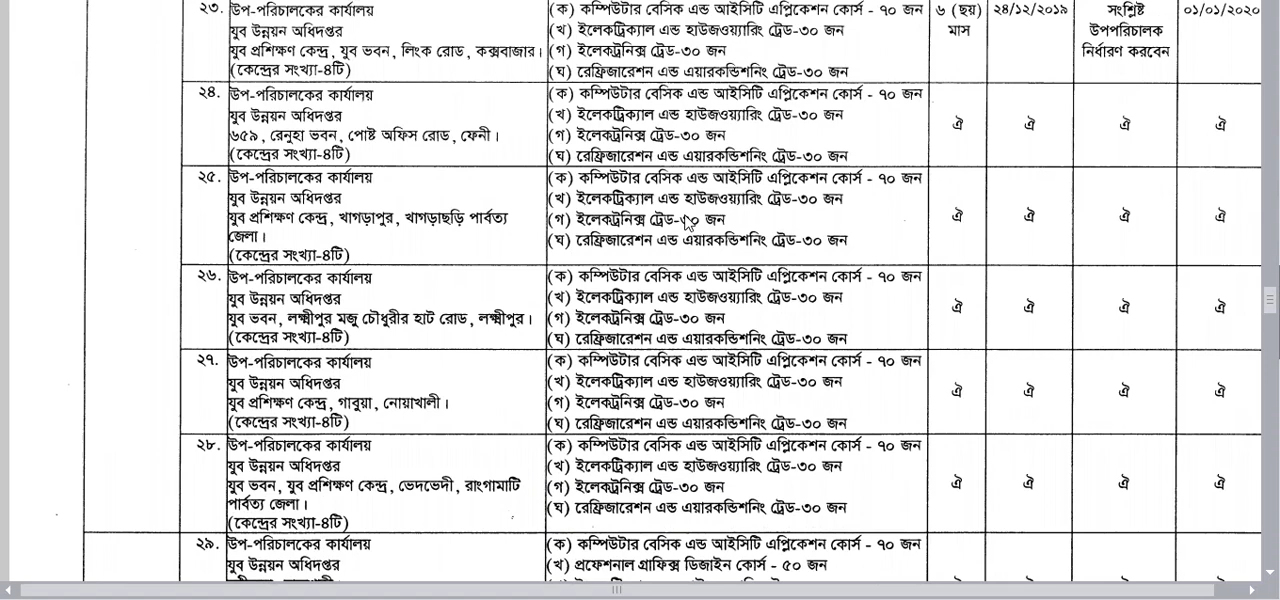 ২৩. উপ-পরিচালকের কার্যালয়
যুব উন্নয়ন অধিদপ্তর
যুব প্রশিক্ষণ কেন্দ্র, যুব ভবন, লিংক রোড, কক্সবাজার।
(কেন্দ্রের সংখ্যা-৪টি)
(ক) কম্পিউটার বেসিক এন্ড আইসিটি এপ্লিকেশন কোর্স - ৭০ জন
(খ) ইলেকট্রিক্যাল এন্ড হাউজওয়্যারিং ট্রেড-৩০ জন
(গ) ইলেকট্রনিক্স ট্রেড-৩০ জন
(ঘ) রেফ্রিজারেশন এন্ড এয়ারকন্ডিশনিং ট্রেড-৩০ জন
৬ (ছয়)
মাস
২৪/১২/২০১৯
সংশ্লিষ্ট
উপপরিচালক
নির্ধারণ করবেন
০১/০১/২০২০
২৪. উপ-পরিচালকের কার্যালয়
যুব উন্নয়ন অধিদপ্তর
৬৫৯, রেনুহা ভবন, পোষ্ট অফিস রোড, ফেনী।
(কেন্দ্রের সংখ্যা-৪টি)
(ক) কম্পিউটার বেসিক এন্ড আইসিটি এপ্লিকেশন কোর্স - ৭০ জন
(খ) ইলেকট্রিক্যাল এন্ড হাউজওয়্যারিং ট্রেড-৩০ জন
(গ) ইলেকট্রনিক্স ট্রেড-৩০ জন
(ঘ) রেফ্রিজারেশন এন্ড এয়ারকন্ডিশনিং ট্রেড-৩০ জন
ঐ ঐ ঐ ঐ
২৫. উপ-পরিচালকের কার্যালয়
যুব উন্নয়ন অধিদপ্তর
যুব প্রশিক্ষণ কেন্দ্র, খাগড়াপুর, খাগড়াছড়ি পার্বত্য
জেলা।
(কেন্দ্রের সংখ্যা-৪টি)
(ক) কম্পিউটার বেসিক এন্ড আইসিটি এপ্লিকেশন কোর্স - ৭০ জন
(খ) ইলেকট্রিক্যাল এন্ড হাউজওয়্যারিং ট্রেড-৩০ জন
(গ) ইলেকট্রনিক্স ট্রেড-৩০ জন
(ঘ) রেফ্রিজারেশন এন্ড এয়ারকন্ডিশনিং ট্রেড-৩০ জন
ঐ ঐ ঐ ঐ
২৬. উপ-পরিচালকের কার্যালয়
যুব উন্নয়ন অধিদপ্তর
যুব ভবন, লক্ষ্মীপুর মজু চৌধুরীর হাট রোড, লক্ষ্মীপুর।
(কেন্দ্রের সংখ্যা-৪টি)
(ক) কম্পিউটার বেসিক এন্ড আইসিটি এপ্লিকেশন কোর্স - ৭০ জন
(খ) ইলেকট্রিক্যাল এন্ড হাউজওয়্যারিং ট্রেড-৩০ জন
(গ) ইলেকট্রনিক্স ট্রেড-৩০ জন
(ঘ) রেফ্রিজারেশন এন্ড এয়ারকন্ডিশনিং ট্রেড-৩০ জন
ঐ ঐ ঐ ঐ
২৭. উপ-পরিচালকের কার্যালয়
যুব উন্নয়ন অধিদপ্তর
যুব প্রশিক্ষণ কেন্দ্র, গাবুয়া, নোয়াখালী।
(কেন্দ্রের সংখ্যা-৪টি)
(ক) কম্পিউটার বেসিক এন্ড আইসিটি এপ্লিকেশন কোর্স - ৭০ জন
(খ) ইলেকট্রিক্যাল এন্ড হাউজওয়্যারিং ট্রেড-৩০ জন
(গ) ইলেকট্রনিক্স ট্রেড-৩০ জন
(ঘ) রেফ্রিজারেশন এন্ড এয়ারকন্ডিশনিং ট্রেড-৩০ জন
ঐ ঐ ঐ ঐ
২৮. উপ-পরিচালকের কার্যালয়
যুব উন্নয়ন অধিদপ্তর
যুব ভবন, যুব প্রশিক্ষণ কেন্দ্র, ভেদভেদী, রাংগামাটি
পার্বত্য জেলা।
(কেন্দ্রের সংখ্যা-৪টি)
(ক) কম্পিউটার বেসিক এন্ড আইসিটি এপ্লিকেশন কোর্স - ৭০ জন
(খ) ইলেকট্রিক্যাল এন্ড হাউজওয়্যারিং ট্রেড-৩০ জন
(গ) ইলেকট্রনিক্স ট্রেড-৩০ জন
(ঘ) রেফ্রিজারেশন এন্ড এয়ারকন্ডিশনিং ট্রেড-৩০ জন
ঐ ঐ ঐ ঐ
২৯. উপ-পরিচালকের কার্যালয়
যুব উন্নয়ন অধিদপ্তর
(ক) কম্পিউটার বেসিক এন্ড আইসিটি এপ্লিকেশন কোর্স - ৭০ জন
(খ) প্রফেশনাল গ্রাফিক্স ডিজাইন কোর্স - ৫০ জন